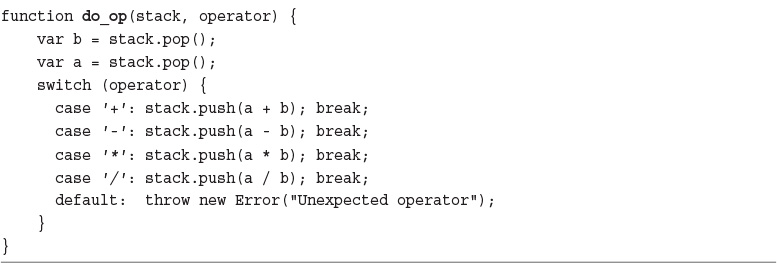 function do_op(stack, operator) {
    var b = stack.pop();
    var a = stack.pop();
    switch (operator) {
      case '+': stack.push(a + b); break;
      case '-': stack.push(a - b); break;
      case '*': stack.push(a * b); break;
      case '/': stack.push(a / b); break;
      default:  throw new Error("Unexpected operator");
    }
}